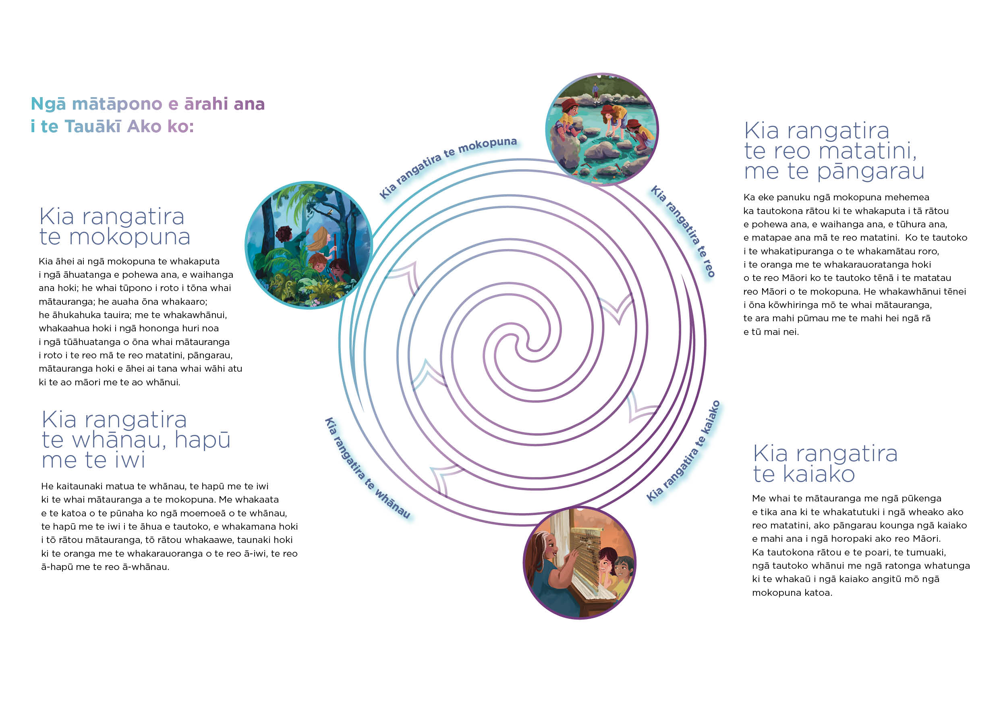 Ngā mātāpono e ārahi ana
i te Tauākī Ako ko:
Kia rangatira
te mokopuna
Kia āhei ai ngā mokopuna te whakaputa
i ngā āhuatanga e pohewa ana, e waihanga
ana hoki; he whai tūpono i roto i tōna whai
mātauranga; he auaha ōna whakaaro;
he āhukahuka tauira; me te whakawhānui,
whakaahua hoki i ngā hononga huri noa
i ngā tūāhuatanga o ōna whai mātauranga
i roto i te reo mā te reo matatini, pāngarau,
mātauranga hoki e āhei ai tana whai wāhi atu
ki te ao māori me te ao whānui.
Kia rangatira
te whānau, hapū
me te iwi
He kaitaunaki matua te whānau, te hapū me te iwi
ki te whai mātauranga a te mokopuna. Me whakaata
e te katoa o te pūnaha ko ngā moemoeā o te whānau,
te hapū me te iwi i te āhua e tautoko, e whakamana hoki
i tō rātou mātauranga, tō rātou whakaawe, taunaki hoki
ki te oranga me te whakarauoranga o te reo ā-iwi, te reo
ā-hapū me te reo ā-whānau.
Kia rangatira te mokopuna
Kia rangatira te reo
Kia rangatira te kaiako
Kia rangatira te whānau
Kia rangatira
te reo matatini,
me te pāngarau
Ka eke panuku ngā mokopuna mehemea
ka tautokona rātou ki te whakaputa i tā rātou
e pohewa ana, e waihanga ana, e tūhura ana,
e matapae ana mā te reo matatini.  Ko te tautoko
i te whakatipuranga o te whakamātau roro,
i te oranga me te whakarauoratanga hoki
o te reo Māori ko te tautoko tēnā i te matatau
reo Māori o te mokopuna. He whakawhānui tēnei
i ōna kōwhiringa mō te whai mātauranga,
te ara mahi pūmau me te mahi hei ngā rā
e tū mai nei.
Kia rangatira
te kaiako
Me whai te mātauranga me ngā pūkenga
e tika ana ki te whakatutuki i ngā wheako ako
reo matatini, ako pāngarau kounga ngā kaiako
e mahi ana i ngā horopaki ako reo Māori.
Ka tautokona rātou e te poari, te tumuaki,
ngā tautoko whānui me ngā ratonga whatunga
ki te whakaū i ngā kaiako angitū mō ngā
mokopuna katoa.